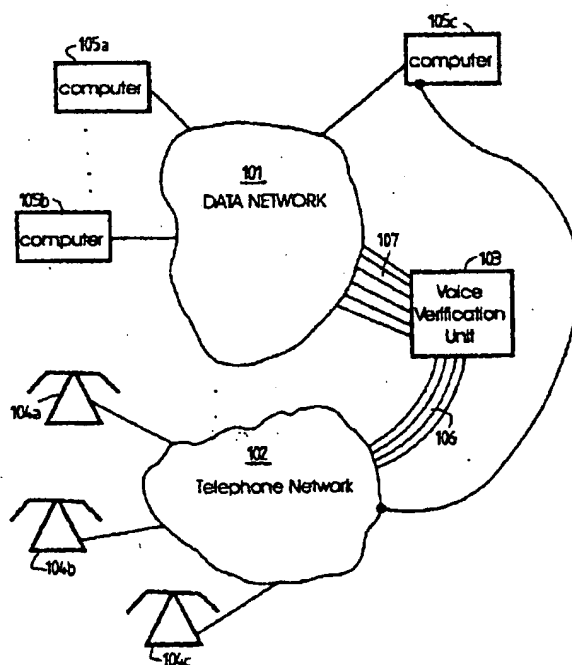 105a
computer
105c
computer
101
DATA NETWORK
105b
computer
107
103
Voice
Verification
Unit
104a
106
102
Telephone Network
104b
104c